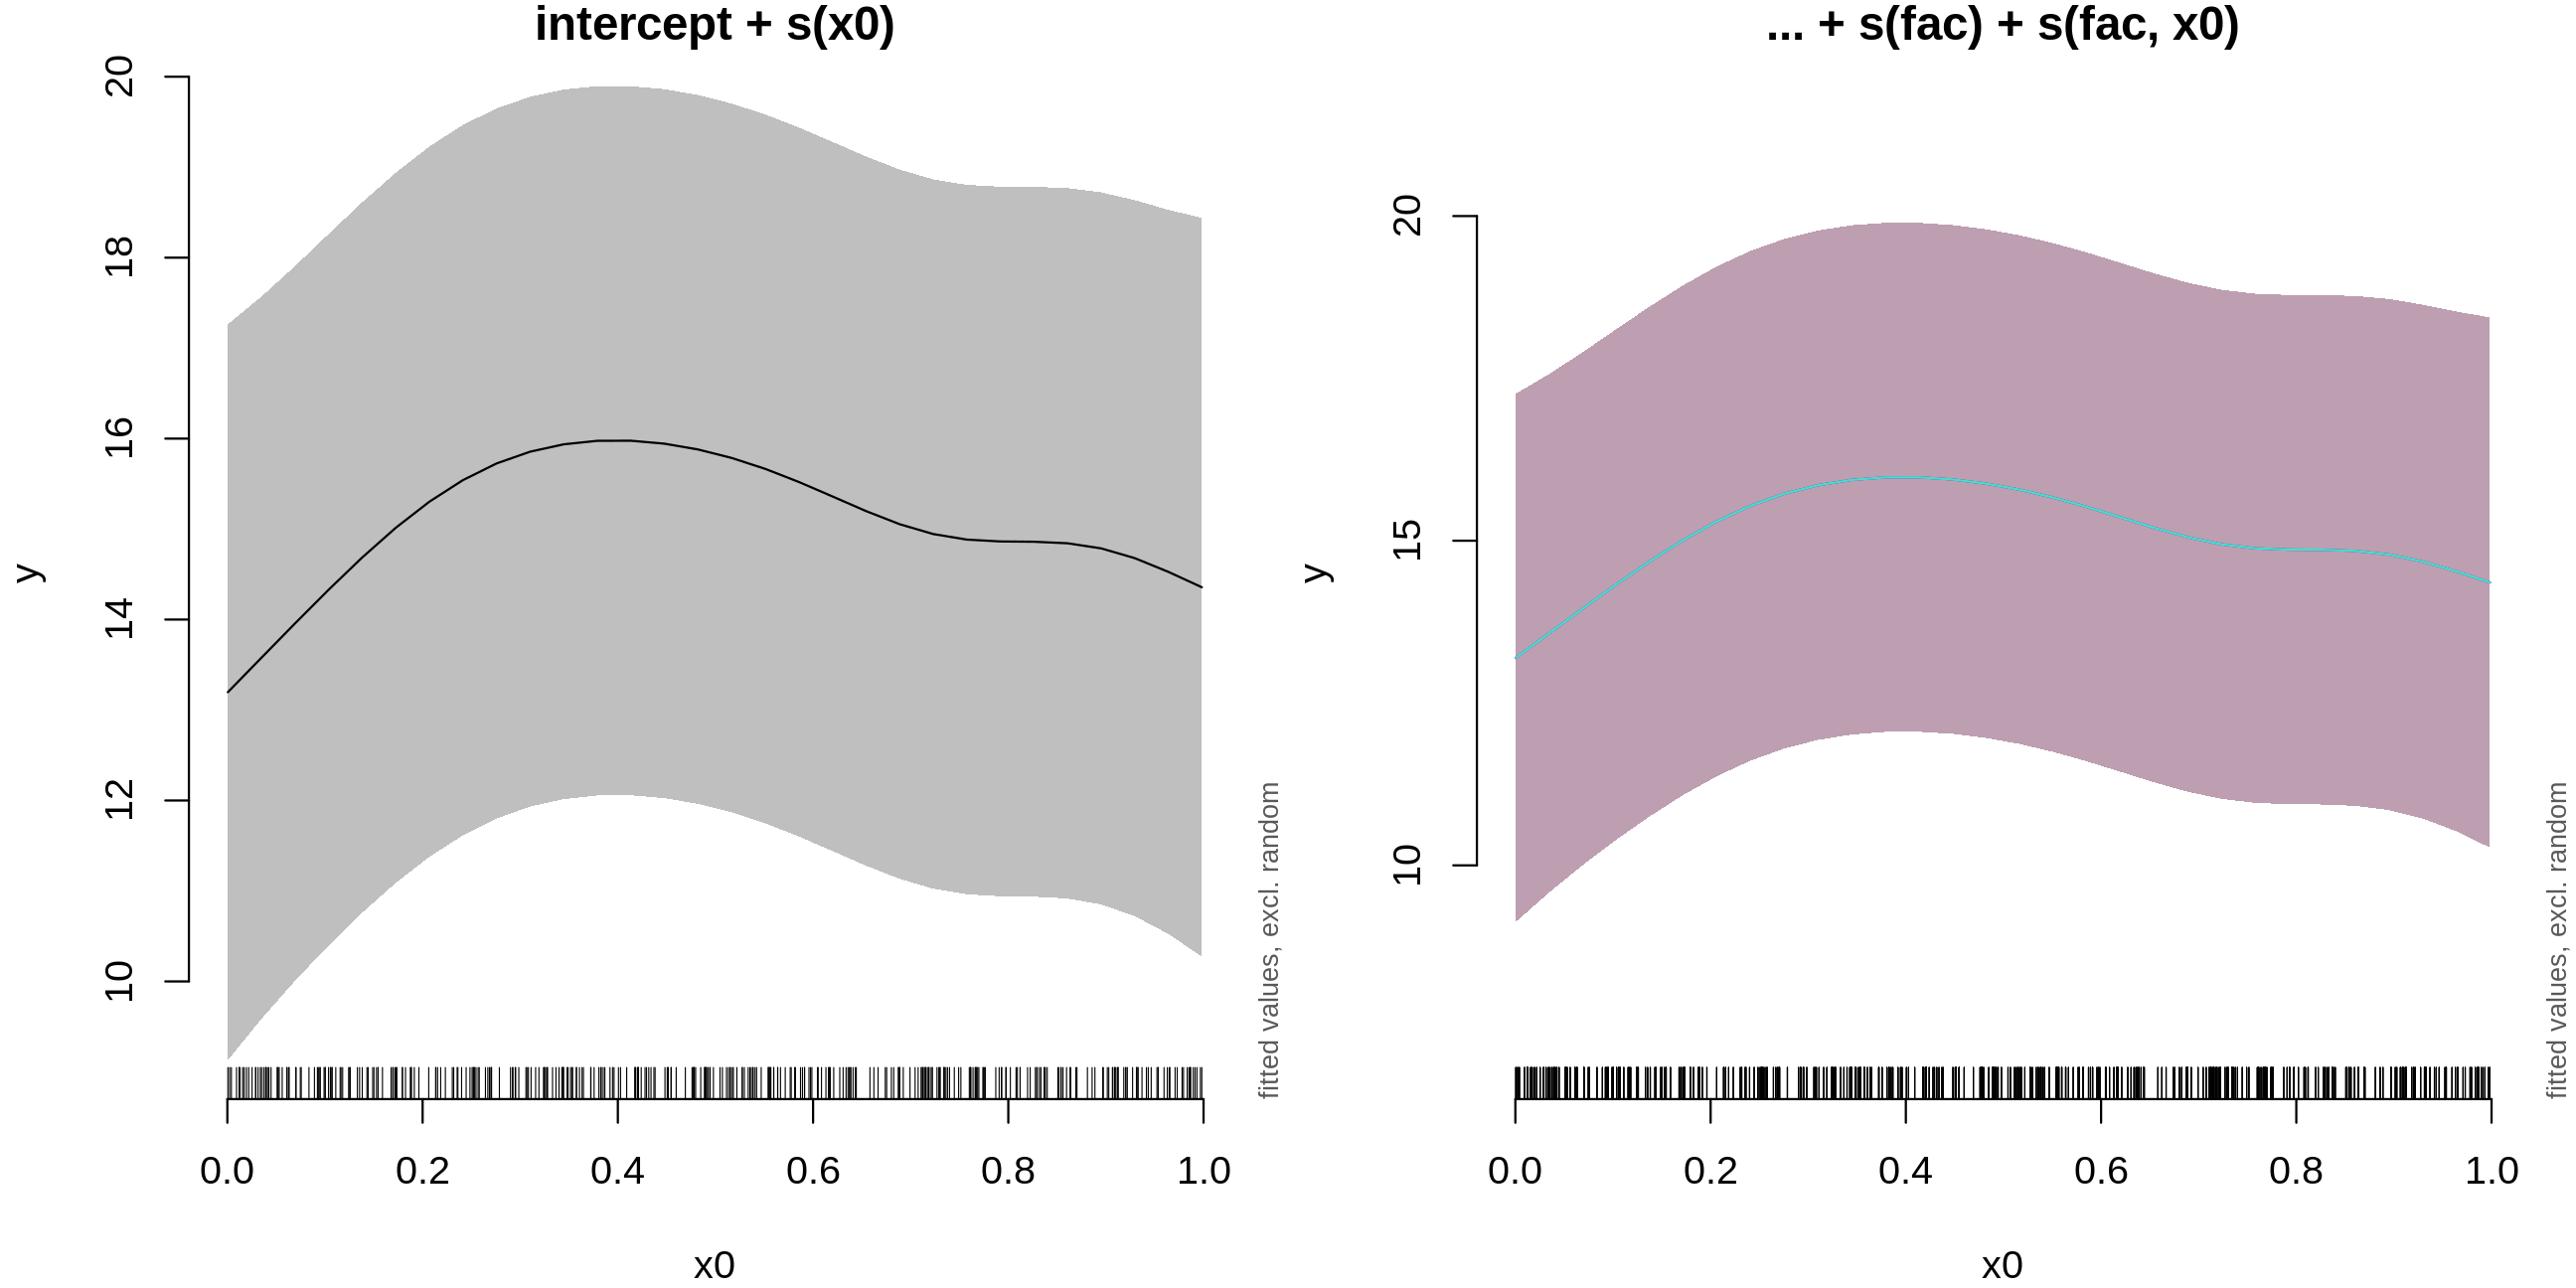 intercept + s(x0)
20
18
16
14
12
10
y
0.0 0.2 0.4 0.6 0.8 1.0
x0
fitted values, excl. random
... + s(fac) + s(fac, x0)
20
15
10
y
0.0 0.2 0.4 0.6 0.8 1.0
x0
fitted values, excl. random